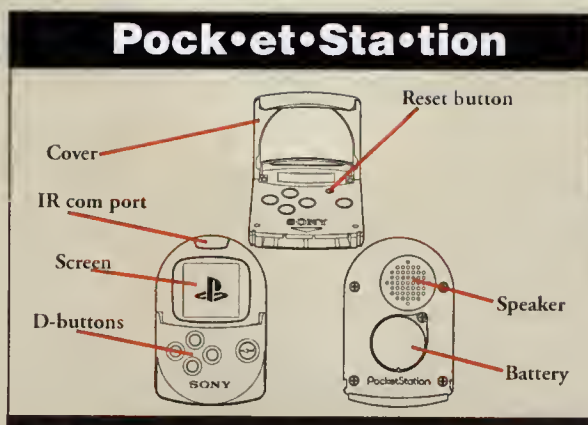 Pock•et•Sta•tion
Reset button
Cover
IR com port
SONY
Screen
Speaker
D-buttons
Battery
SONY
PocketStation